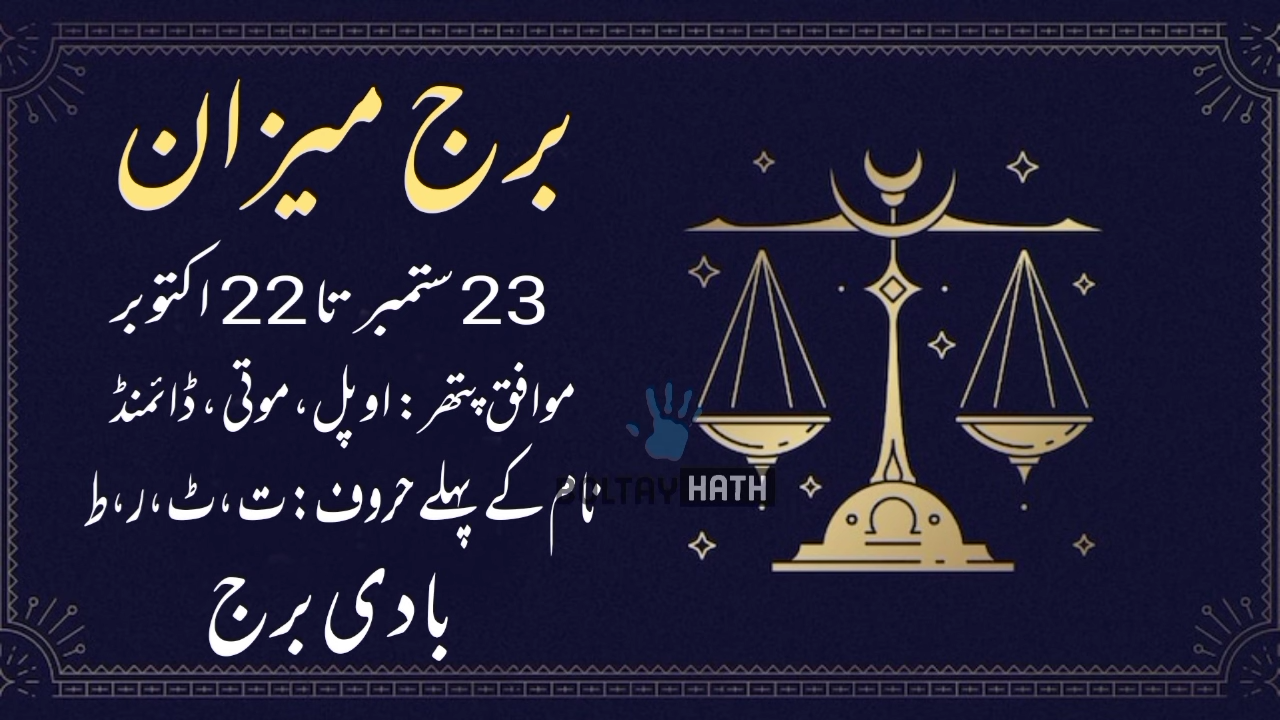 برج میزان
23 ستمبر تا 22 اکتوبر
موافق پتھر : اوپل ، موتی ، ڈائمنڈ
نام کے پہلے حروف : ت ، ٹ ، ر ، ط
بادی برج
BOLTAY HATH